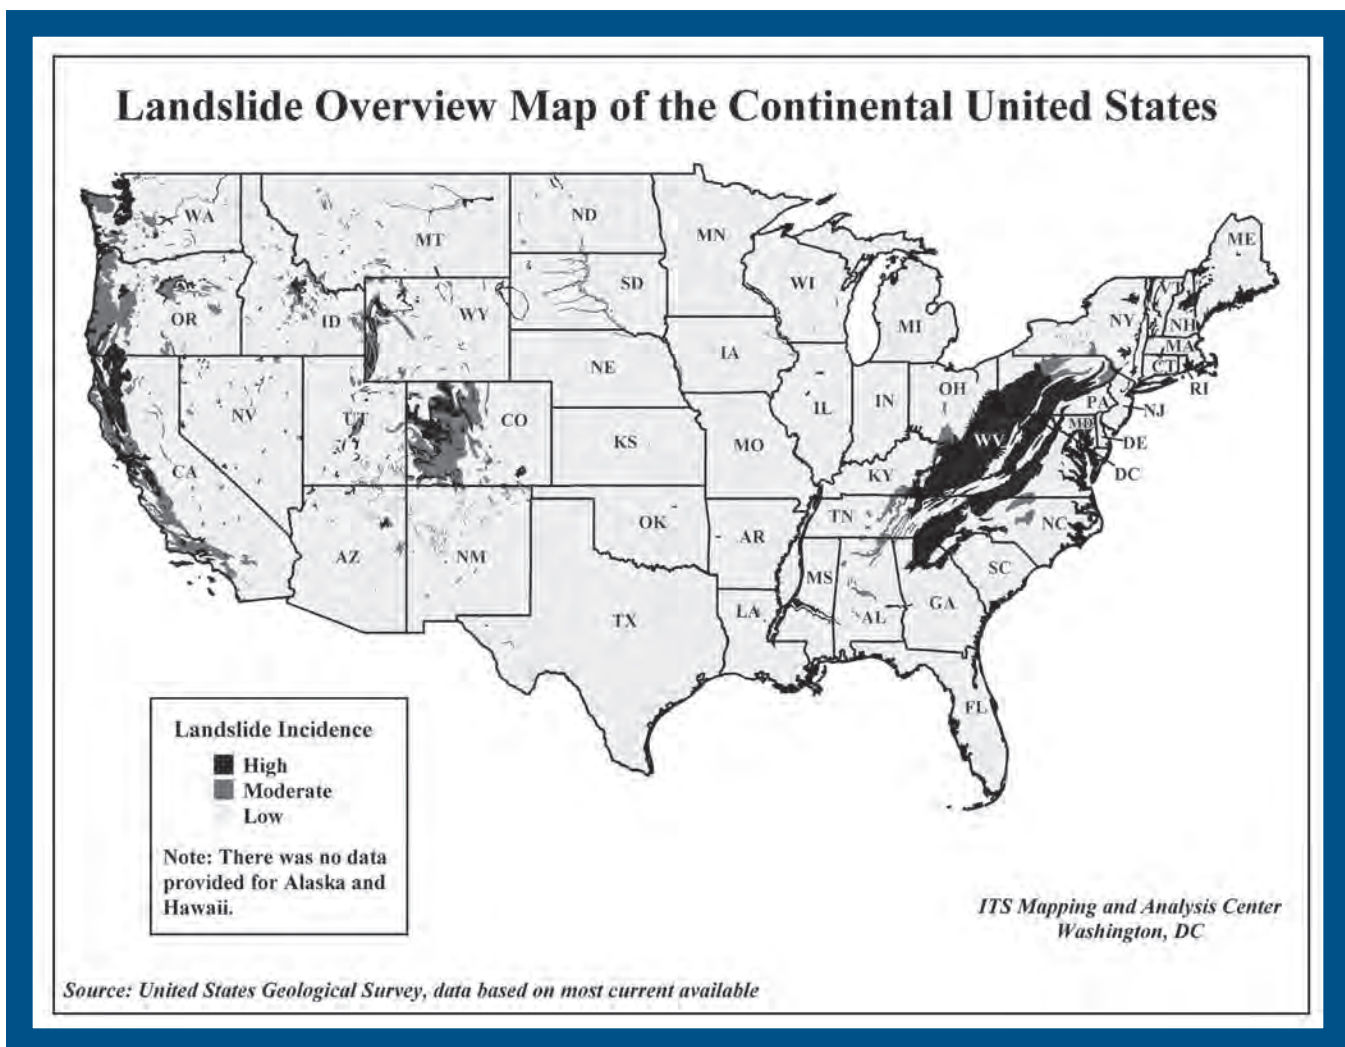 Landslide Overview Map of the Continental United States
WA
MT
ND
MN
ME
OR
ID
WY
SD
WI
MI
NY
VT
NH
MA
CT
RI
NV
UT
CO
NE
IA
IL
IN
OH
PA
NJ
CA
KS
MO
KY
WV
MD
DE
DC
AZ
NM
OK
AR
TN
NC
TX
LA
MS
AL
GA
SC
FL
Landslide Incidence
High
Moderate
Low
Note: There was no data
provided for Alaska and
Hawaii.
ITS Mapping and Analysis Center
Washington, DC
Source: United States Geological Survey, data based on most current available